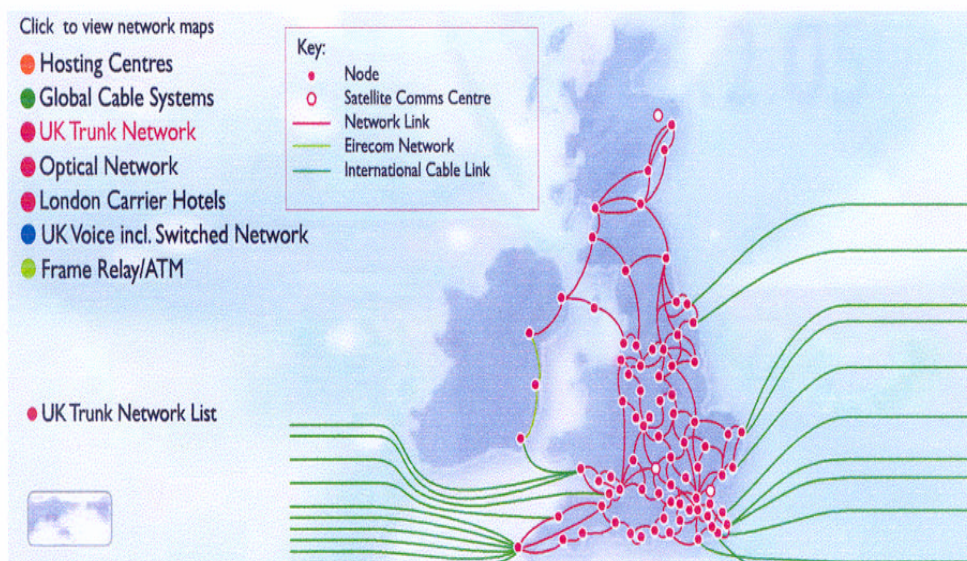 Click to view network maps
Hosting Centres
Global Cable Systems
UK Trunk Network
Optical Network
London Carrier Hotels
UK Voice incl. Switched Network
Frame Relay/ATM
UK Trunk Network List
Key:
Node
Satellite Comms Centre
Network Link
Eirecom Network
International Cable Link